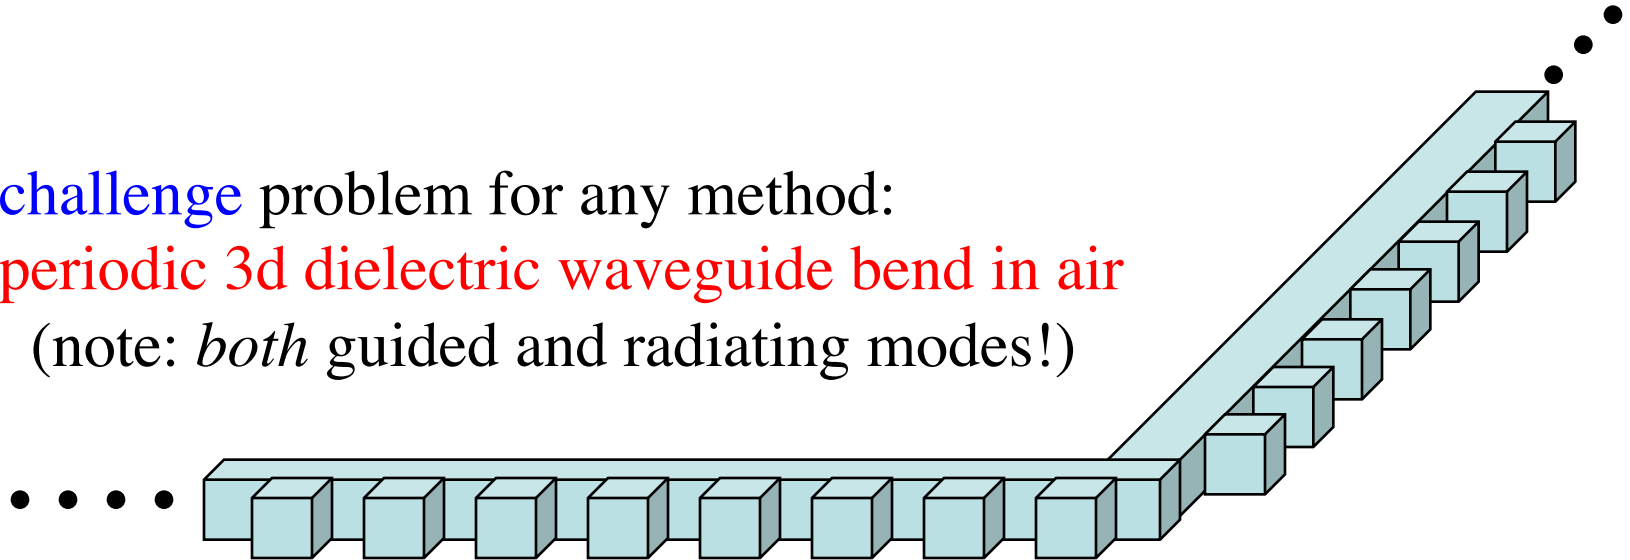 challenge problem for any method:
periodic 3d dielectric waveguide bend in air
(note: both guided and radiating modes!)